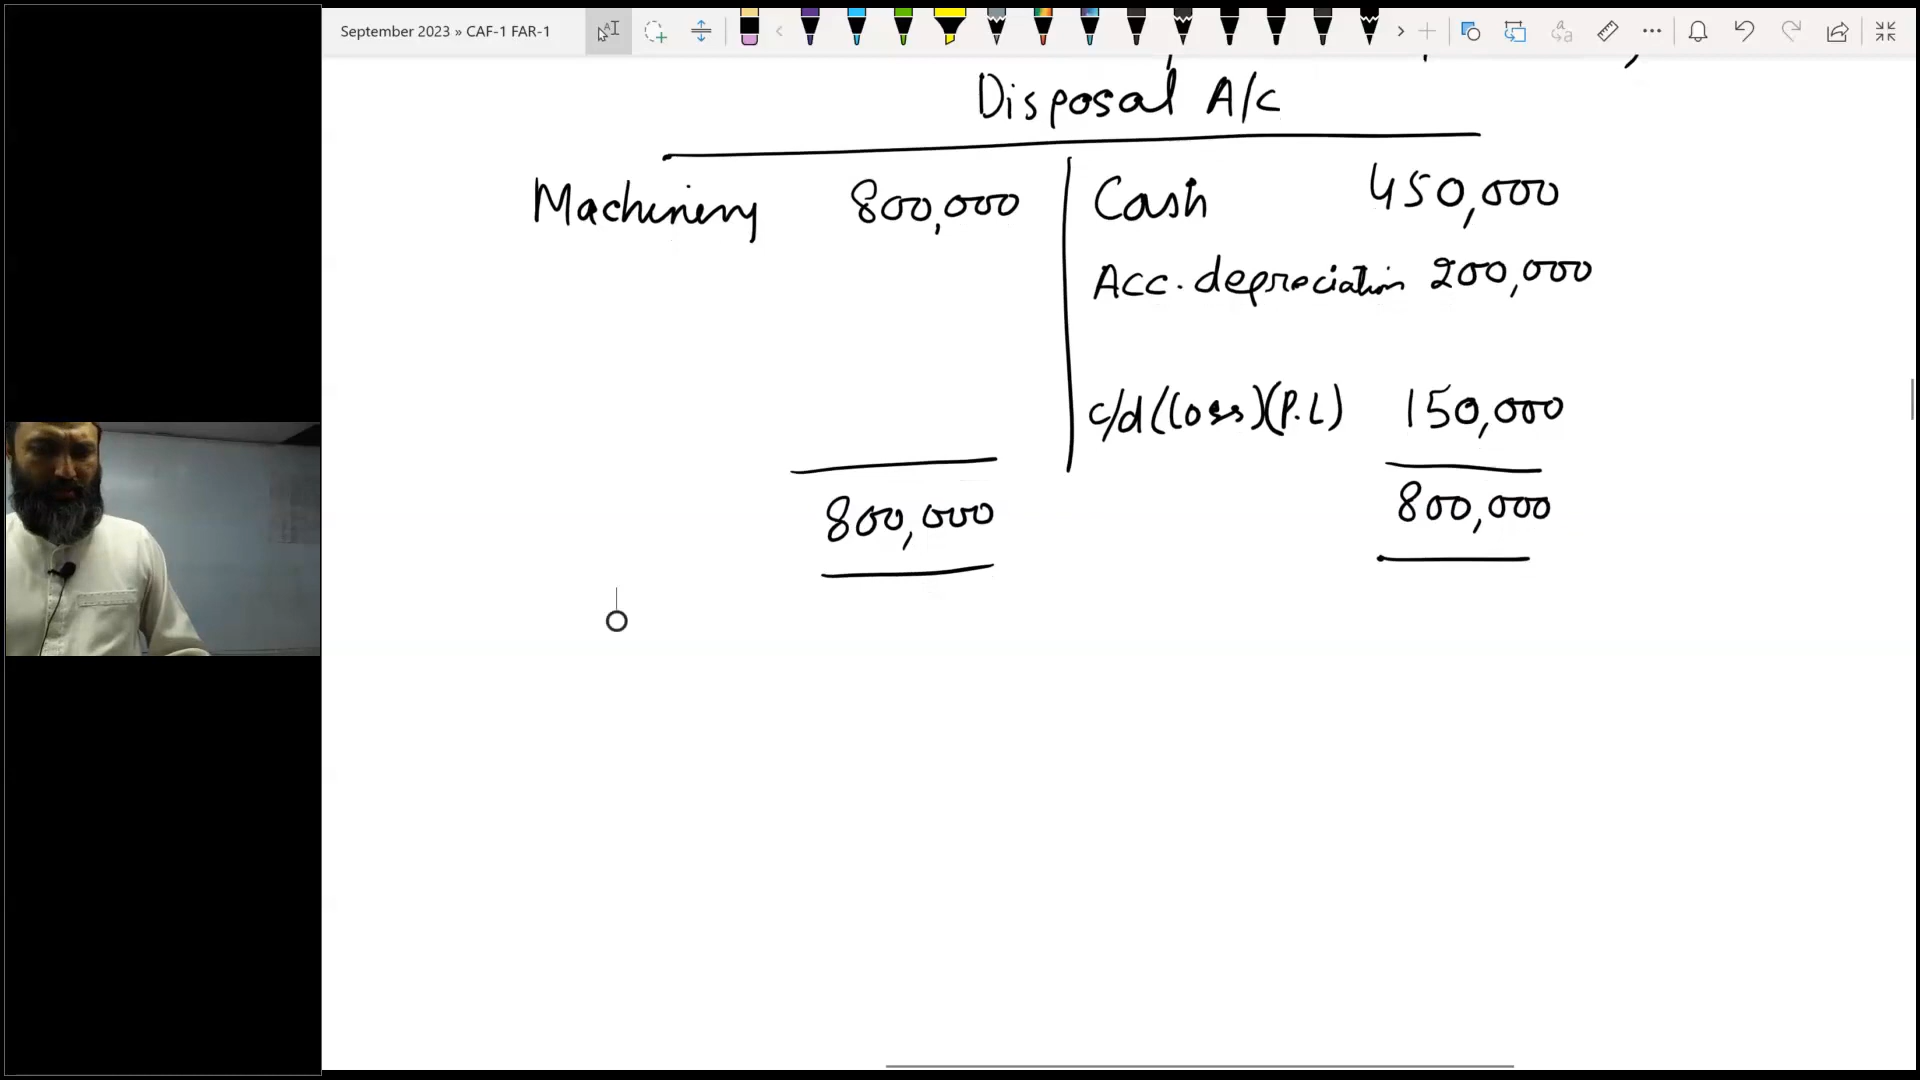 September 2023 » CAF-1 FAR-1
Disposal A/c
Machinery 800,000 Cash 450,000
Acc. depreciation 200,000
c/d (loss)(P.L) 150,000
800,000 800,000